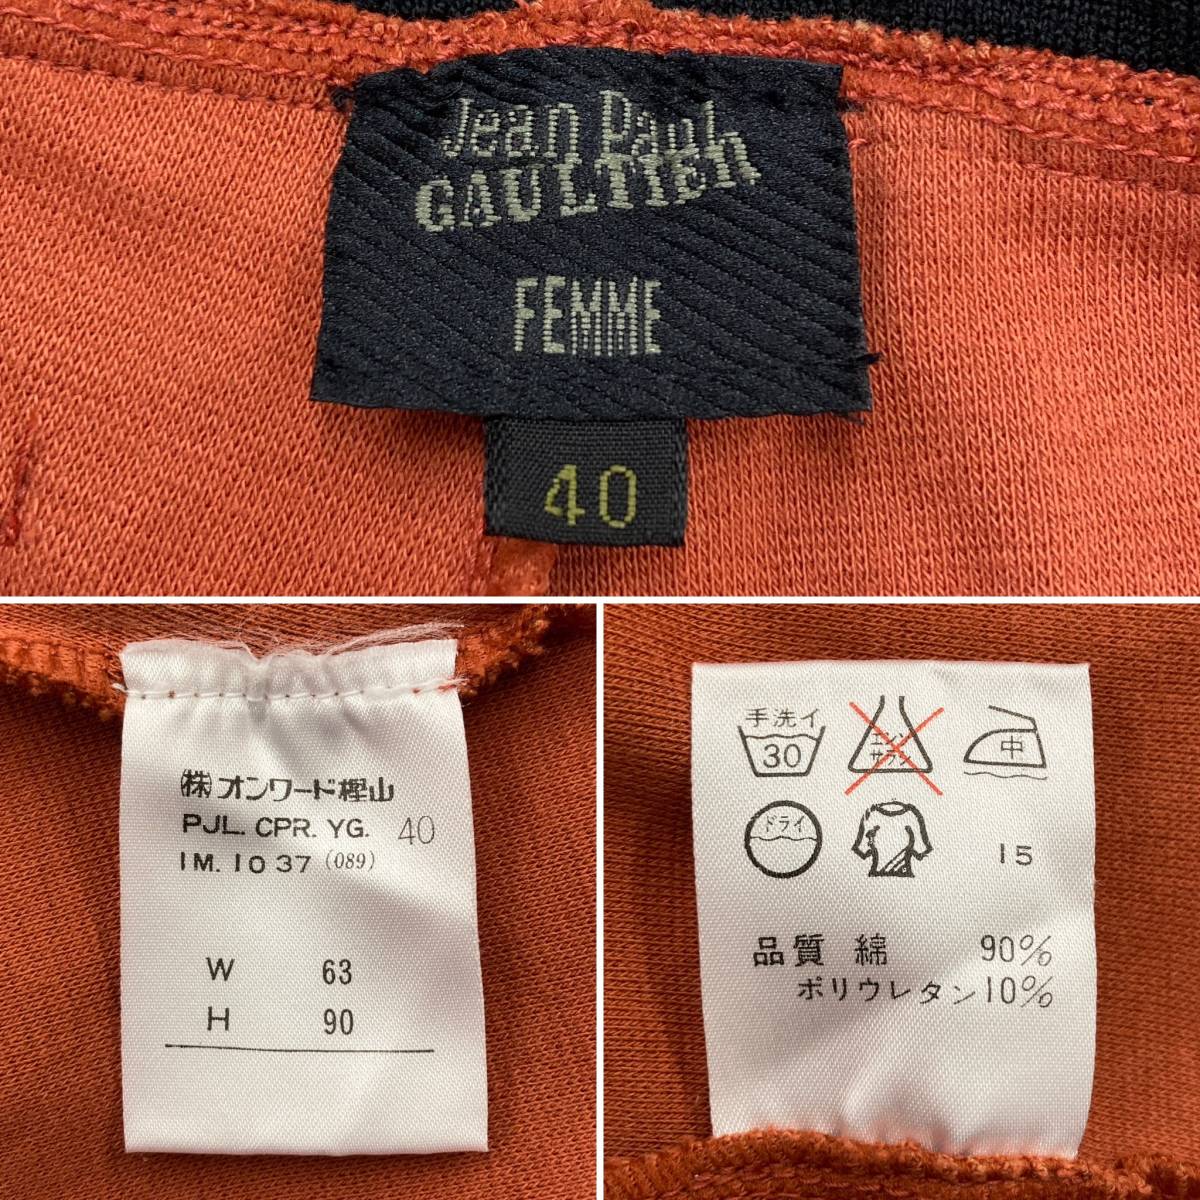 Jean Paul
GAULTIER
FEMME
40
㈱オンワード樫山
PJL. CPR. YG. 40
IM. 10 37 (089)
W 63
H 90
手洗イ
30
エンソ
サラシ
中
ドライ
15
品質 綿 90%
ポリウレタン 10%